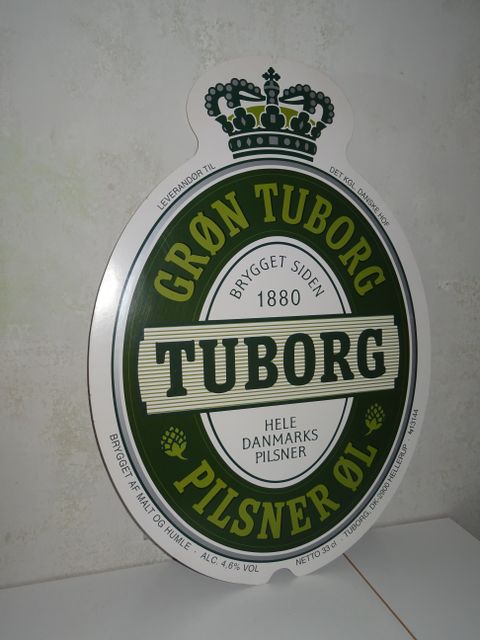 LEVERANDØR TIL
DET KGL. DANSKE HOF
GRØN TUBORG
BRYGGET SIDEN
1880
TUBORG
HELE
DANMARKS
PILSNER
PILSNER ØL
BRYGGET AF MALT OG HUMLE · ALC. 4,6% VOL
NETTO 33 cl · TUBORG, DK-2900 HELLERUP · 4µ13144